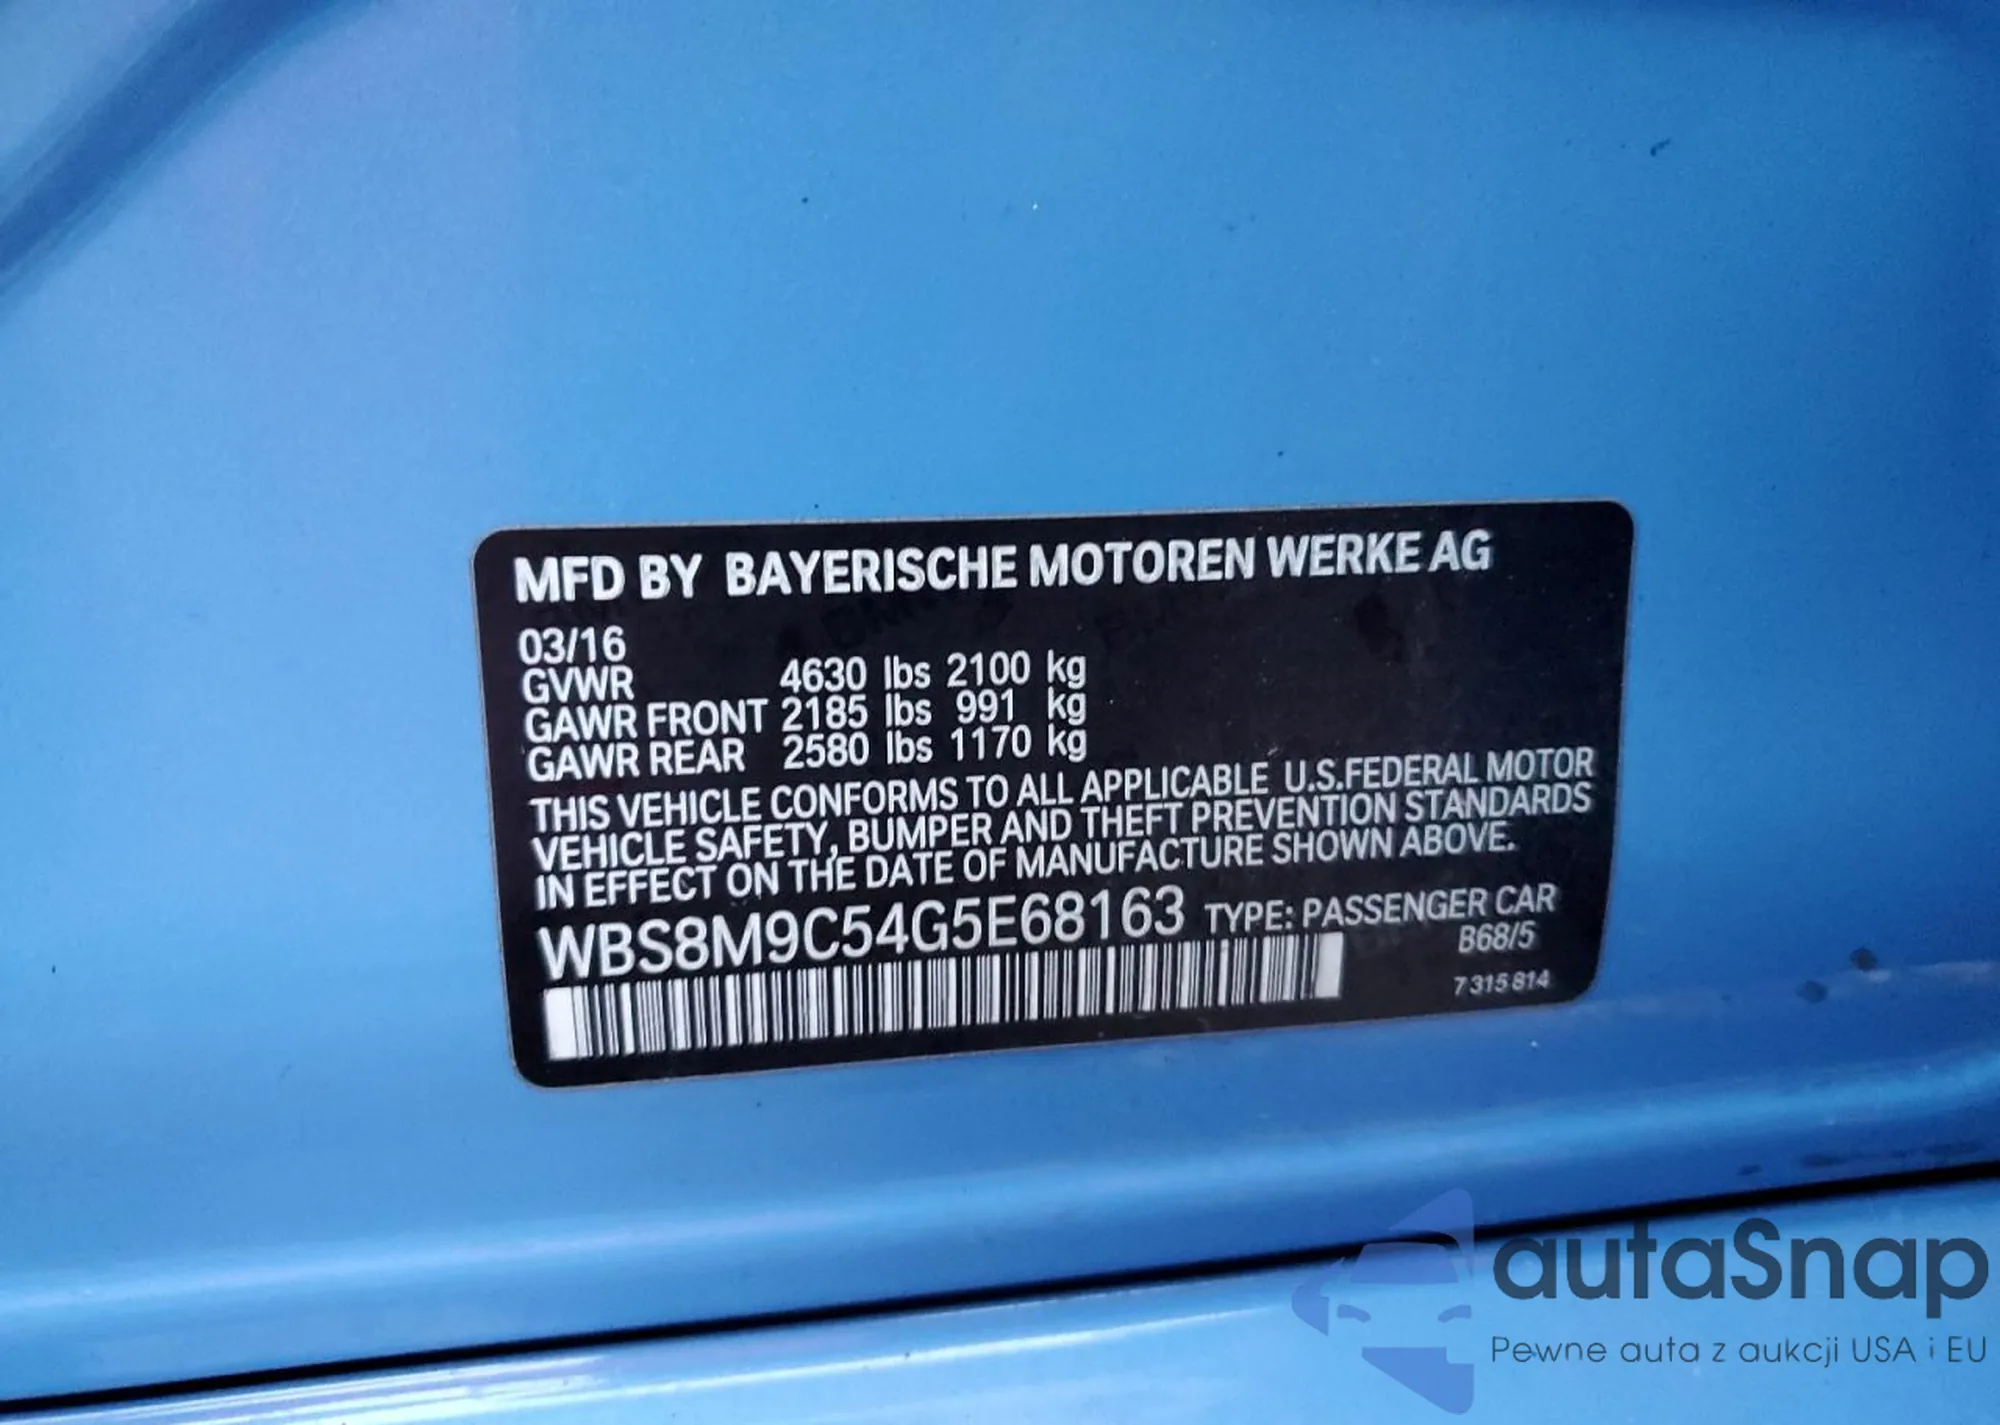 MFD BY BAYERISCHE MOTOREN WERKE AG
03/16
GVWR 4630 lbs 2100 kg
GAWR FRONT 2185 lbs 991 kg
GAWR REAR 2580 lbs 1170 kg
THIS VEHICLE CONFORMS TO ALL APPLICABLE U.S.FEDERAL MOTOR
VEHICLE SAFETY, BUMPER AND THEFT PREVENTION STANDARDS
IN EFFECT ON THE DATE OF MANUFACTURE SHOWN ABOVE.
WBS8M9C54G5E68163 TYPE: PASSENGER CAR
B68/5
7 315 814
autaSnap
Pewne auta z aukcji USA i EU